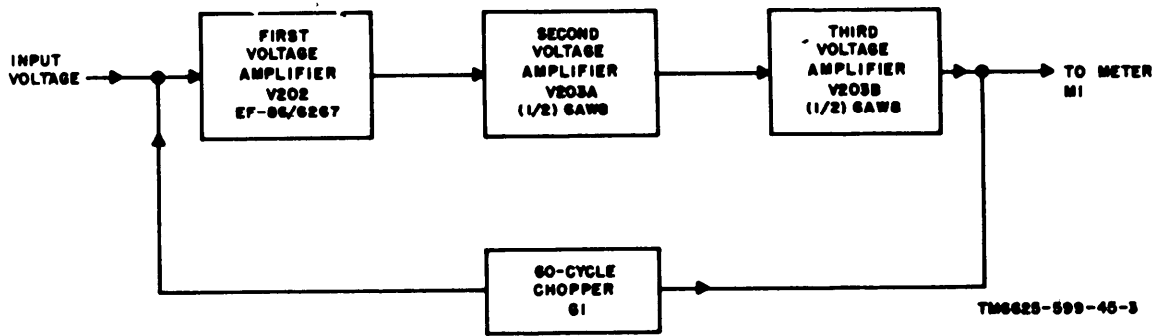 INPUT
VOLTAGE
FIRST
VOLTAGE
AMPLIFIER
V202
EF-86/6267
SECOND
VOLTAGE
AMPLIFIER
V203A
(1/2) 6AW8
THIRD
VOLTAGE
AMPLIFIER
V203B
(1/2) 6AW8
TO METER
M1
60-CYCLE
CHOPPER
G1
TM6625-599-45-3